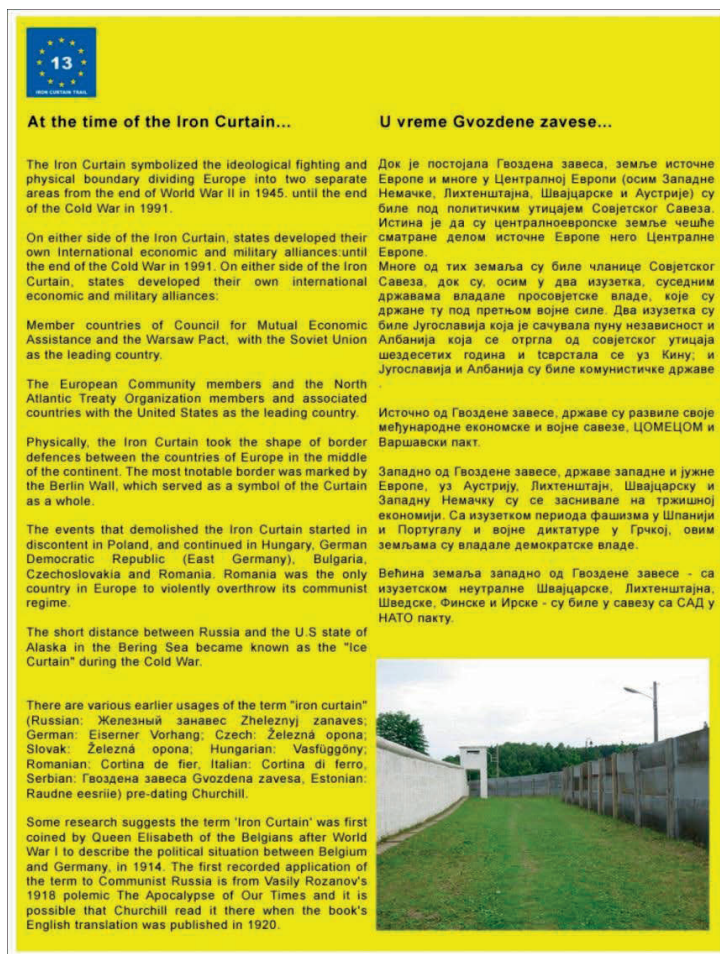 13
IRON CURTAIN TRAIL
At the time of the Iron Curtain...
The Iron Curtain symbolized the ideological fighting and
physical boundary dividing Europe into two separate
areas from the end of World War II in 1945. until the end
of the Cold War in 1991.
On either side of the Iron Curtain, states developed their
own International economic and military alliances:until
the end of the Cold War in 1991. On either side of the Iron
Curtain, states developed their own international
economic and military alliances:
Member countries of Council for Mutual Economic
Assistance and the Warsaw Pact, with the Soviet Union
as the leading country.
The European Community members and the North
Atlantic Treaty Organization members and associated
countries with the United States as the leading country.
Physically, the Iron Curtain took the shape of border
defences between the countries of Europe in the middle
of the continent. The most tnotable border was marked by
the Berlin Wall, which served as a symbol of the Curtain
as a whole.
The events that demolished the Iron Curtain started in
discontent in Poland, and continued in Hungary, German
Democratic Republic (East Germany), Bulgaria,
Czechoslovakia and Romania. Romania was the only
country in Europe to violently overthrow its communist
regime.
The short distance between Russia and the U.S state of
Alaska in the Bering Sea became known as the "Ice
Curtain" during the Cold War.
There are various earlier usages of the term "iron curtain"
(Russian: Железный занавес Zheleznyj zanaves;
German: Eiserner Vorhang; Czech: Železná opona;
Slovak: Železná opona; Hungarian: Vasfüggöny;
Romanian: Cortina de fier, Italian: Cortina di ferro,
Serbian: Гвоздена завеса Gvozdena zavesa, Estonian:
Raudne eesriie) pre-dating Churchill.
Some research suggests the term 'Iron Curtain' was first
coined by Queen Elisabeth of the Belgians after World
War I to describe the political situation between Belgium
and Germany, in 1914. The first recorded application of
the term to Communist Russia is from Vasily Rozanov's
1918 polemic The Apocalypse of Our Times and it is
possible that Churchill read it there when the book's
English translation was published in 1920.
U vreme Gvozdene zavese...
Док је постојала Гвоздена завеса, земље источне
Европе и многе у Централној Европи (осим Западне
Немачке, Лихтенштајна, Швајцарске и Аустрије) су
биле под политичким утицајем Совјетског Савеза.
Истина је да су централноевропске земље чешће
сматране делом источне Европе него Централне
Европе.
Многе од тих земаља су биле чланице Совјетског
Савеза, док су, осим у два изузетка, суседним
државама владале просовјетске владе, које су
држане ту под претњом војне силе. Два изузетка су
биле Југославија која је сачувала пуну независност и
Албанија која се отргла од совјетског утицаја
шездесетих година и tсврстала се уз Кину; и
Југославија и Албанија су биле комунистичке државе
.
Источно од Гвоздене завесе, државе су развиле своје
међународне економске и војне савезе, ЦОМЕЦОМ и
Варшавски пакт.
Западно од Гвоздене завесе, државе западне и јужне
Европе, уз Аустрију, Лихтенштајн, Швајцарску и
Западну Немачку су се заснивале на тржишној
економији. Са изузетком периода фашизма у Шпанији
и Португалу и војне диктатуре у Грчкој, овим
земљама су владале демократске владе.
Већина земаља западно од Гвоздене завесе - са
изузетском неутралне Швајцарске, Лихтенштајна,
Шведске, Финске и Ирске - су биле у савезу са САД у
НАТО пакту.